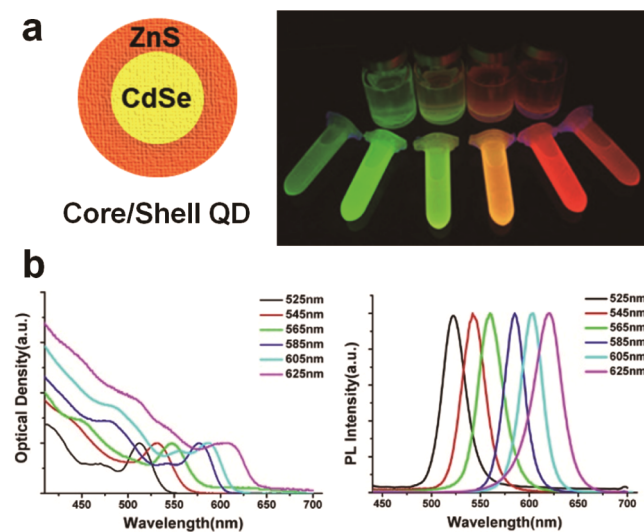 a
ZnS
CdSe
Core/Shell QD
b
Optical Density(a.u.)
525nm
545nm
565nm
585nm
605nm
625nm
450 500 550 600 650 700
Wavelength(nm)
PL Intensity(a.u.)
525nm
545nm
565nm
585nm
605nm
625nm
450 500 550 600 650 700
Wavelength(nm)